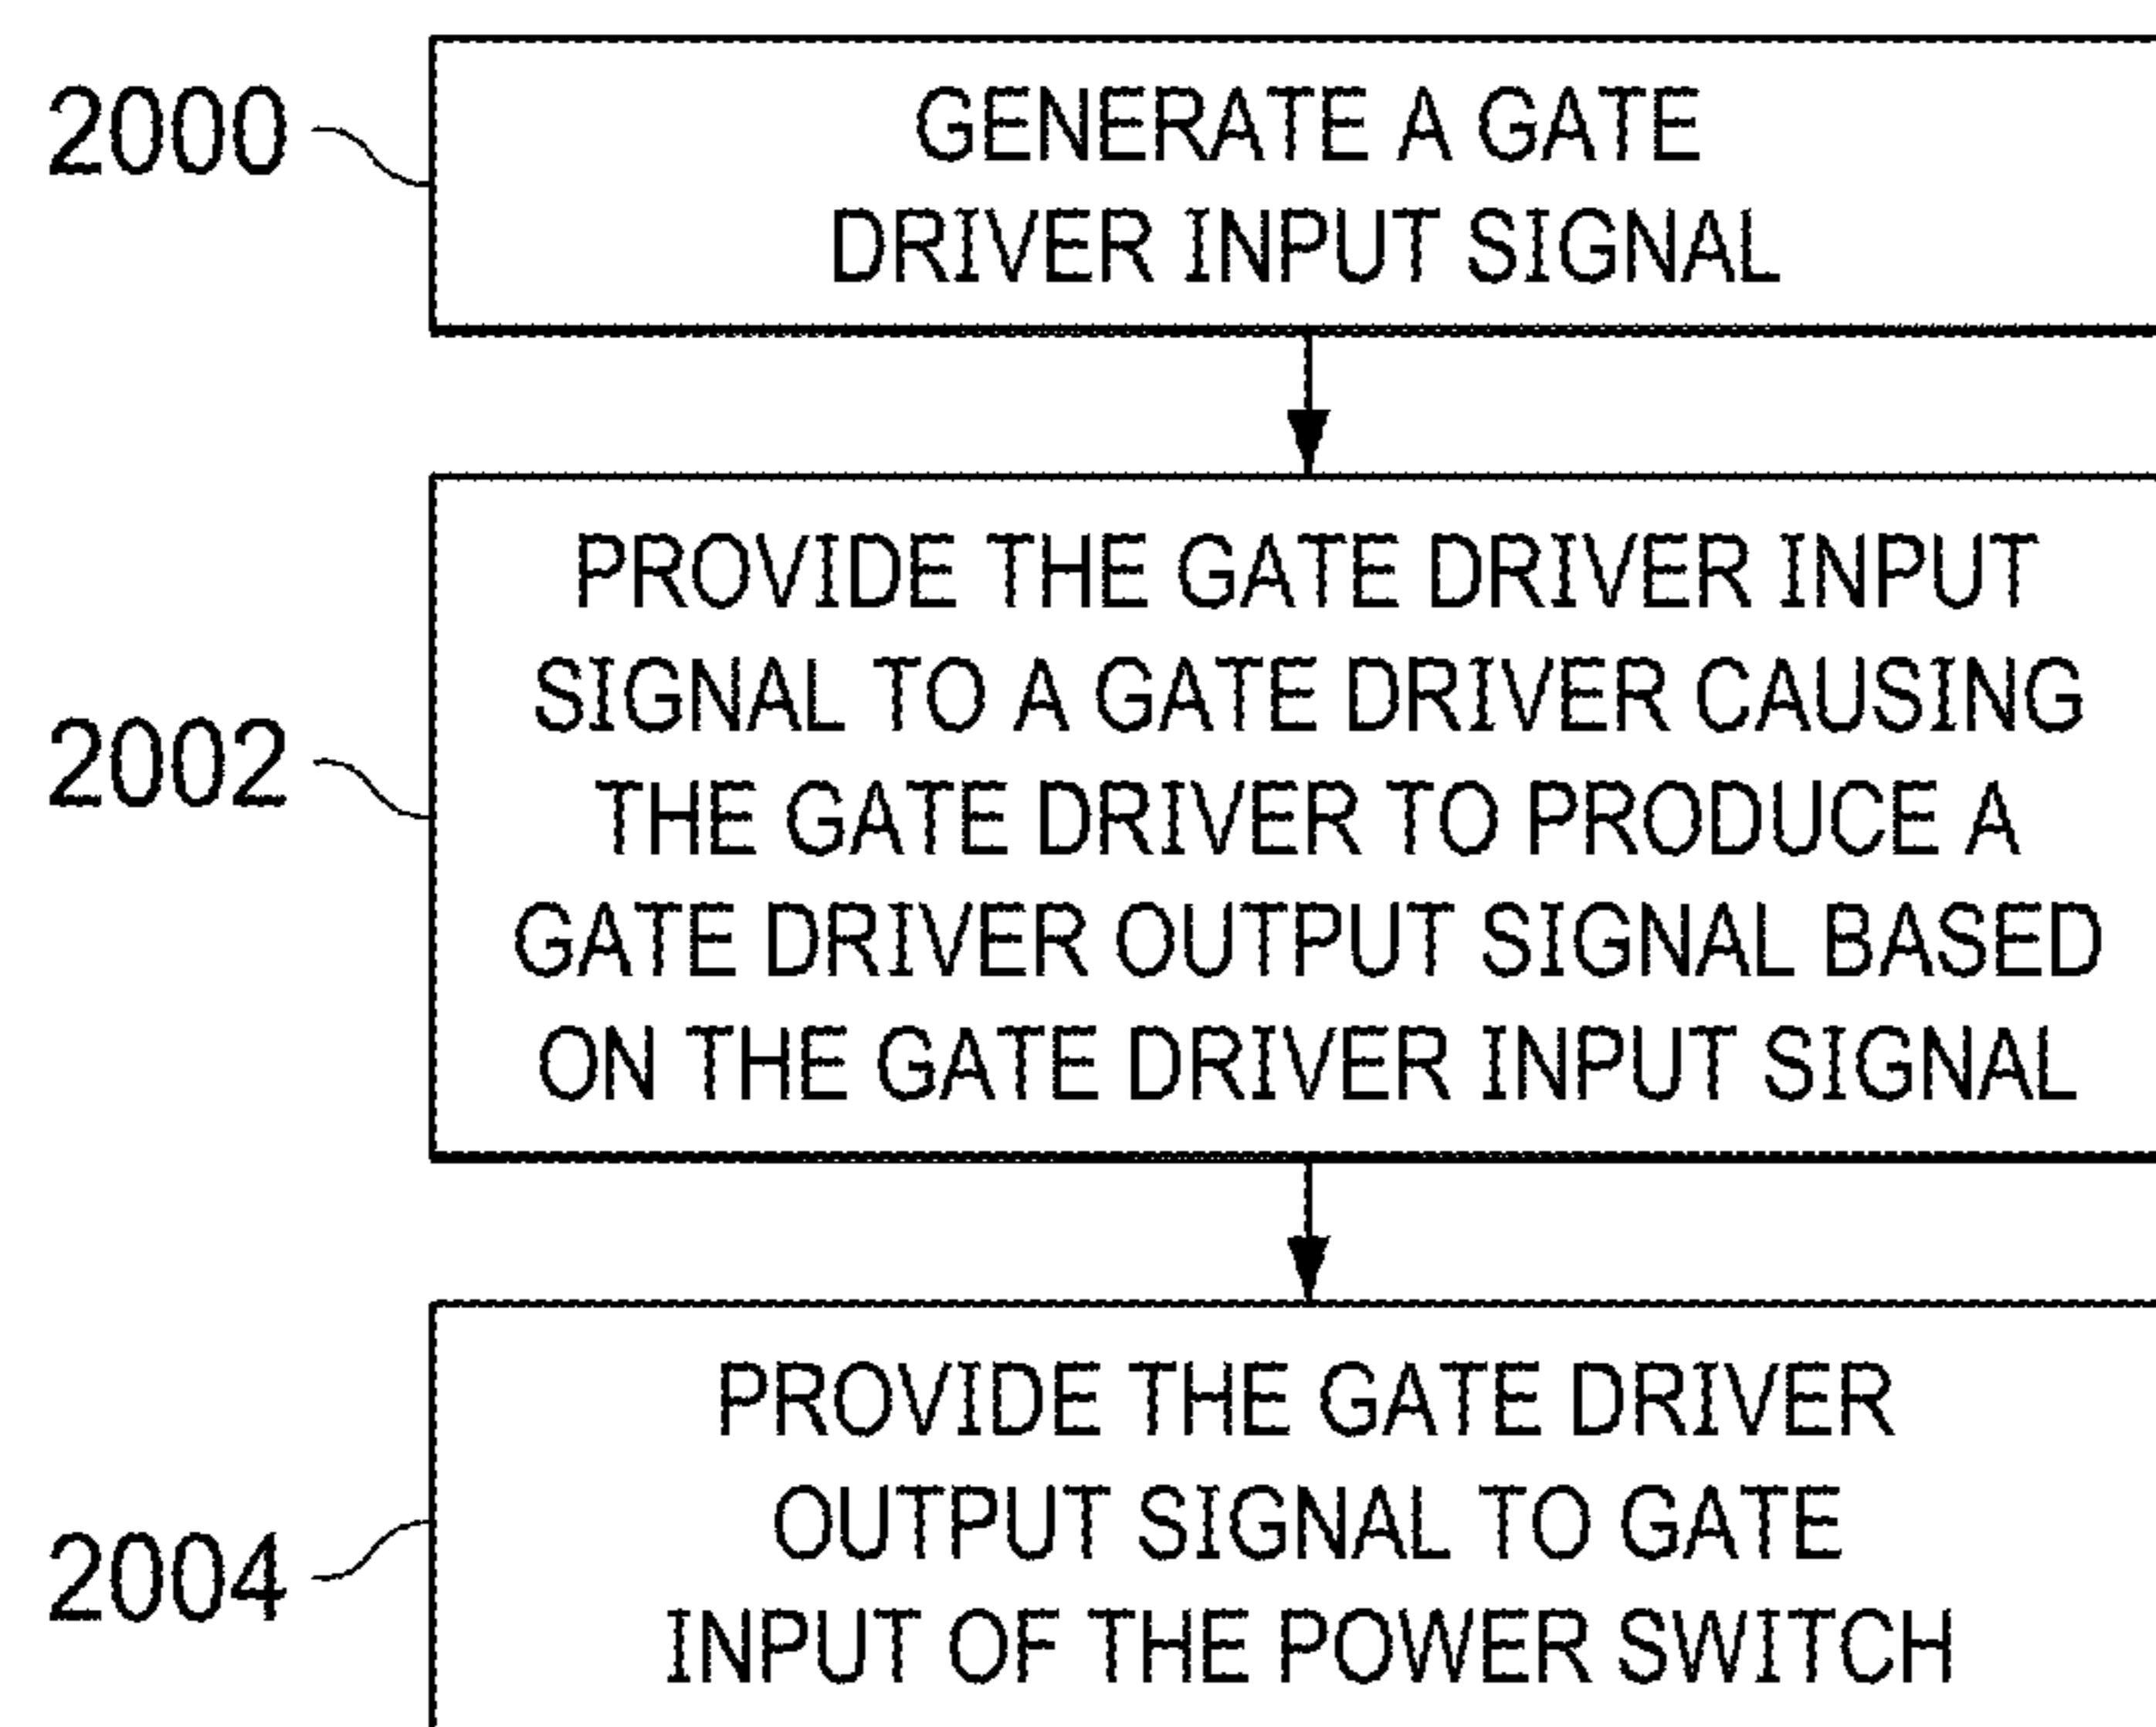 2000
GENERATE A GATE
DRIVER INPUT SIGNAL
2002
PROVIDE THE GATE DRIVER INPUT
SIGNAL TO A GATE DRIVER CAUSING
THE GATE DRIVER TO PRODUCE A
GATE DRIVER OUTPUT SIGNAL BASED
ON THE GATE DRIVER INPUT SIGNAL
2004
PROVIDE THE GATE DRIVER
OUTPUT SIGNAL TO GATE
INPUT OF THE POWER SWITCH